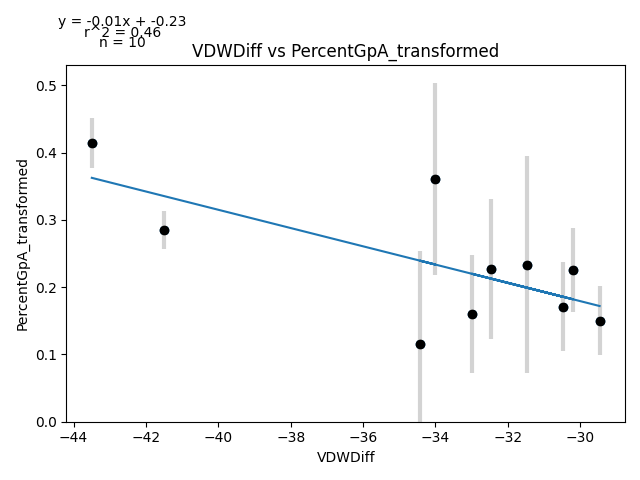 y = -0.01x + -0.23
r^2 = 0.46
n = 10
VDWDiff vs PercentGpA_transformed
PercentGpA_transformed
0.5
0.4
0.3
0.2
0.1
0.0
−44 −42 −40 −38 −36 −34 −32 −30
VDWDiff